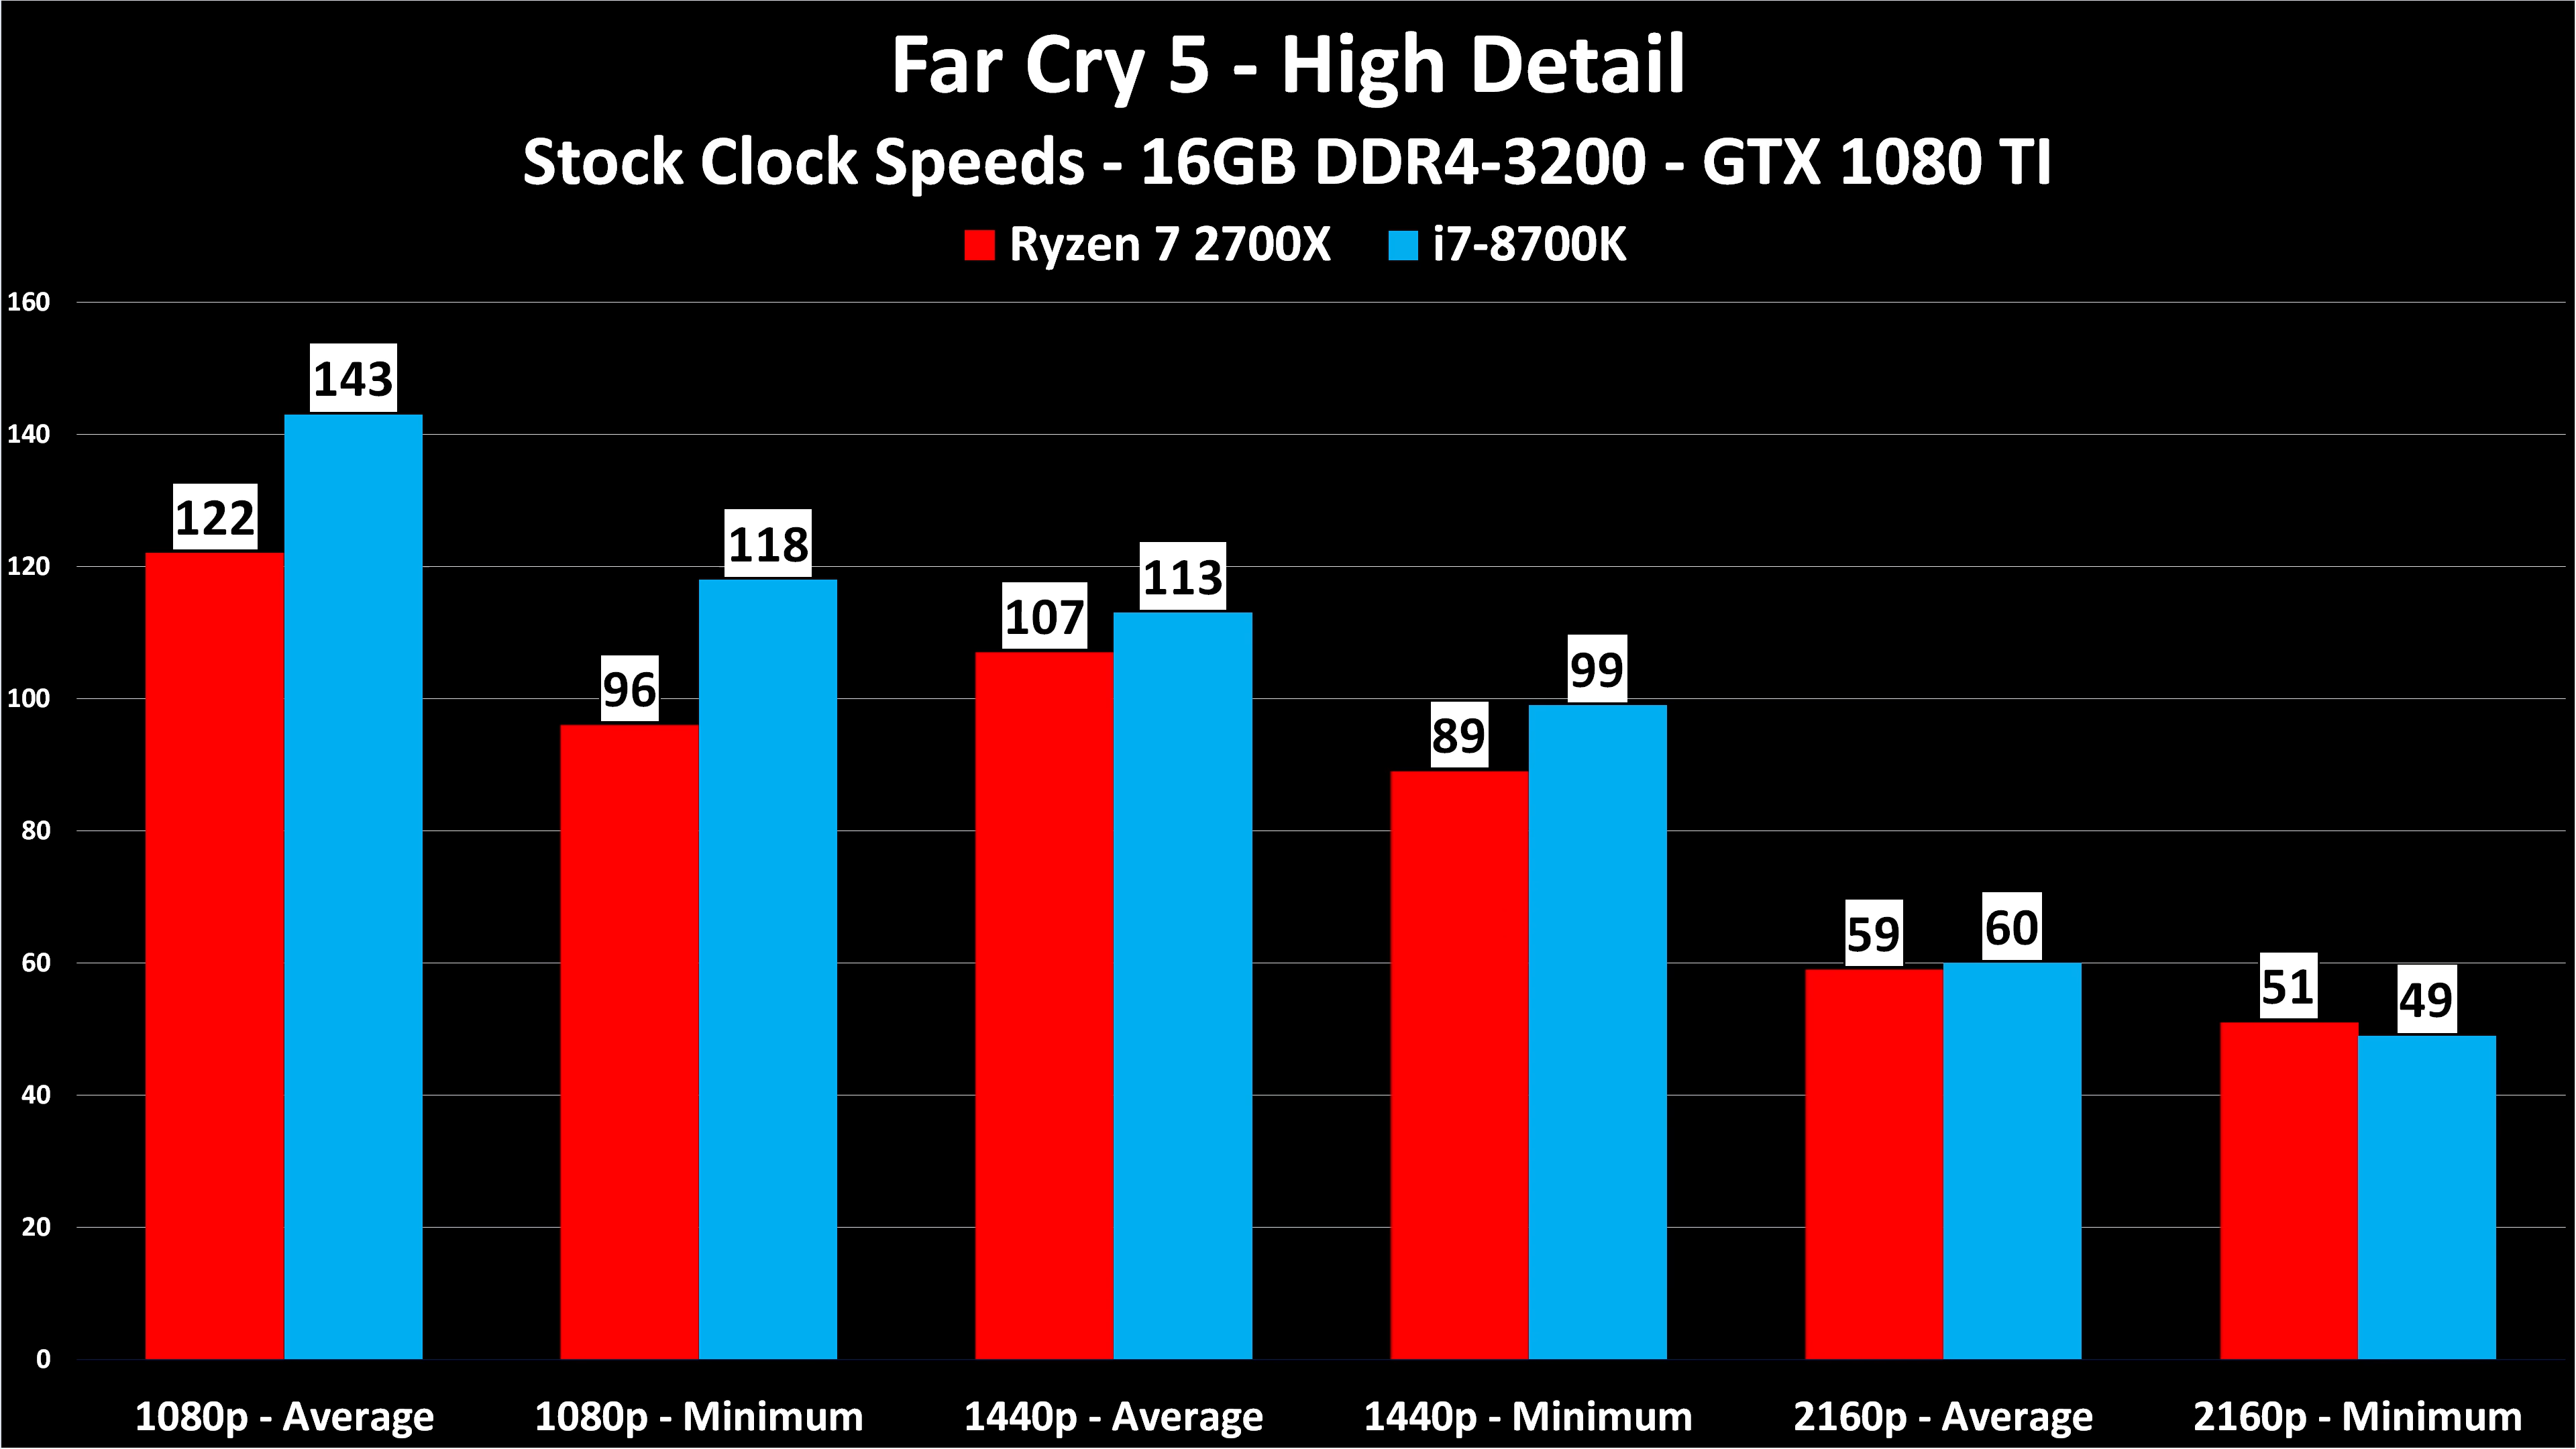 Far Cry 5 - High Detail
Stock Clock Speeds - 16GB DDR4-3200 - GTX 1080 TI
Ryzen 7 2700X i7-8700K
160
140
120
100
80
60
40
20
0
122
143
96
118
107
113
89
99
59
60
51
49
1080p - Average
1080p - Minimum
1440p - Average
1440p - Minimum
2160p - Average
2160p - Minimum